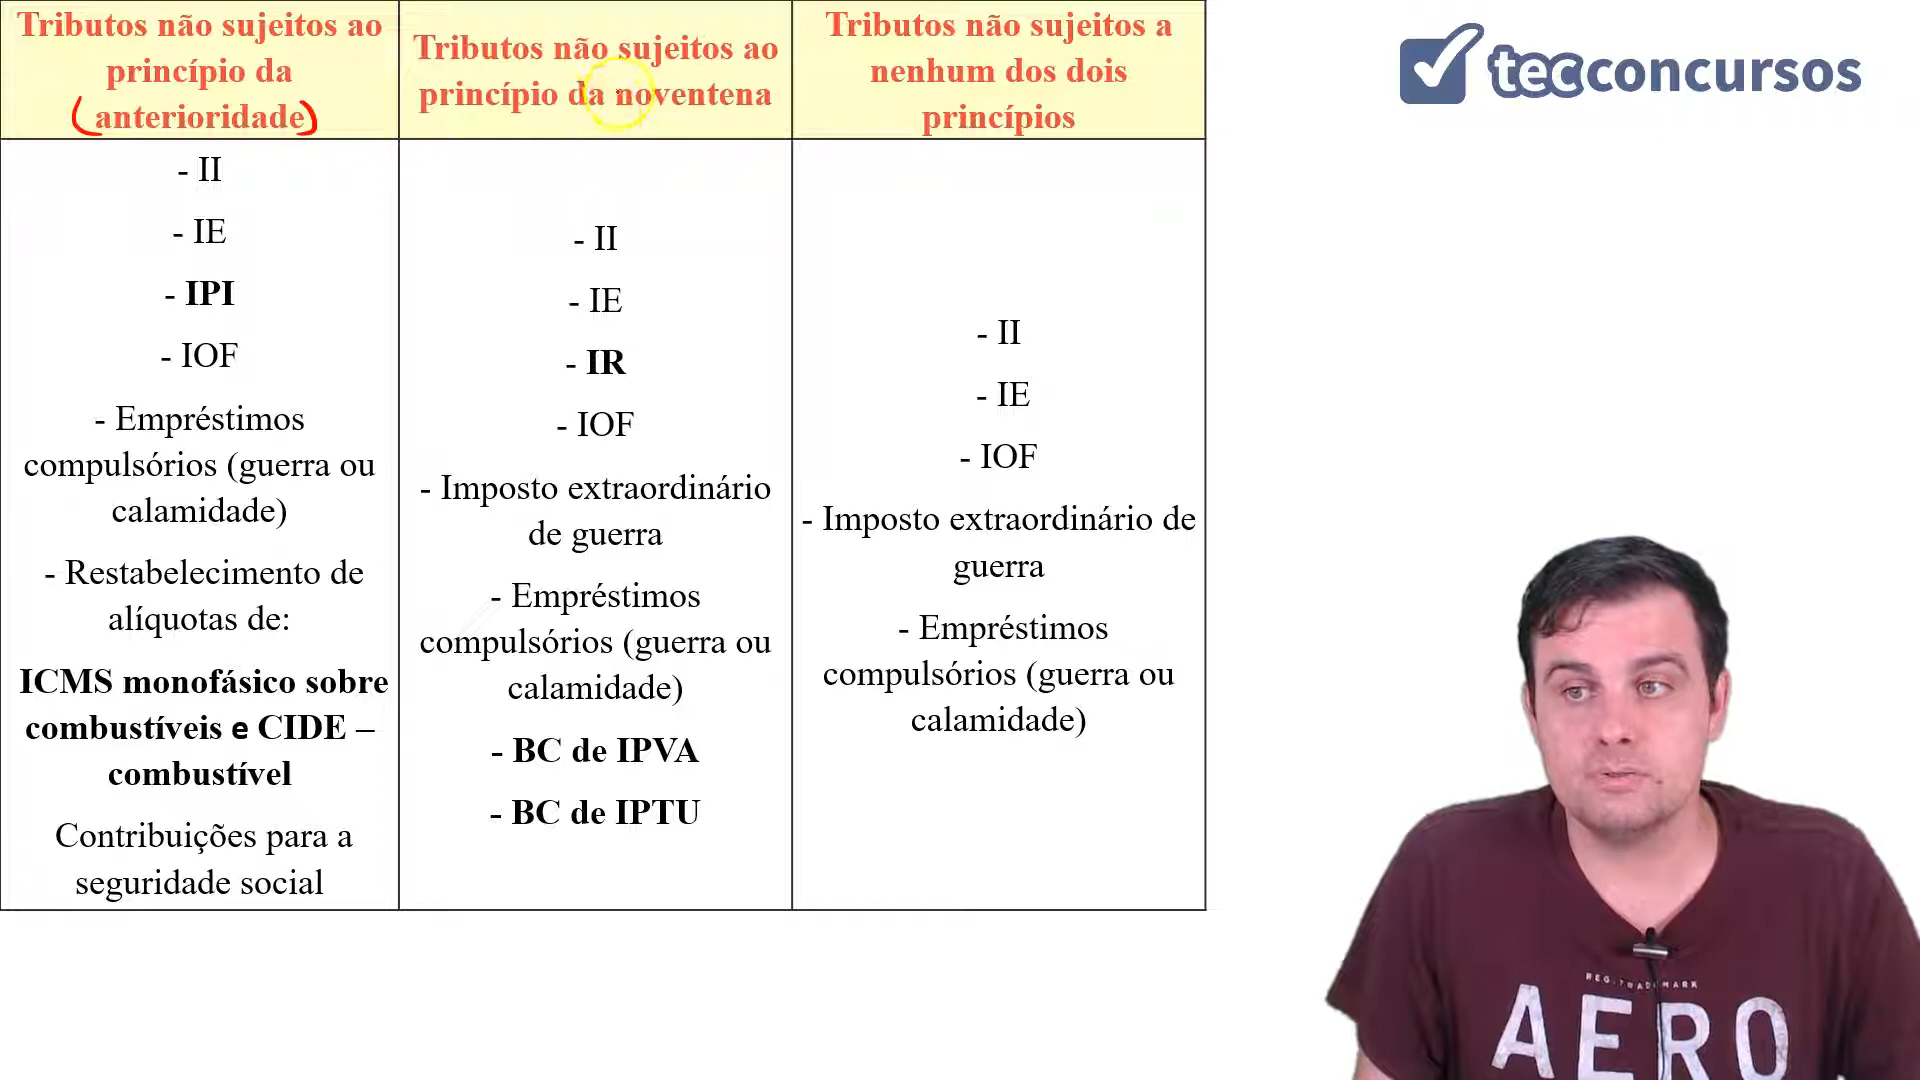 Tributos não sujeitos ao
princípio da
anterioridade
- II
- IE
- IPI
- IOF
- Empréstimos
compulsórios (guerra ou
calamidade)
- Restabelecimento de
alíquotas de:
ICMS monofásico sobre
combustíveis e CIDE –
combustível
Contribuições para a
seguridade social
Tributos não sujeitos ao
princípio da noventena
- II
- IE
- IR
- IOF
- Imposto extraordinário
de guerra
- Empréstimos
compulsórios (guerra ou
calamidade)
- BC de IPVA
- BC de IPTU
Tributos não sujeitos a
nenhum dos dois
princípios
- II
- IE
- IOF
- Imposto extraordinário de
guerra
- Empréstimos
compulsórios (guerra ou
calamidade)
tecconcursos
REG. TRADEMARK
AERO